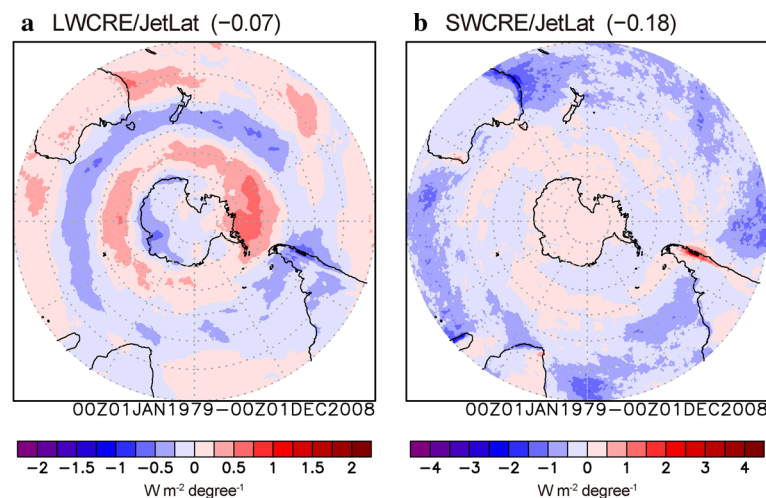 a LWCRE/JetLat (−0.07)
b SWCRE/JetLat (−0.18)
00Z01JAN1979−00Z01DEC2008
00Z01JAN1979−00Z01DEC2008
−2 −1.5 −1 −0.5 0 0.5 1 1.5 2
−4 −3 −2 −1 0 1 2 3 4
W m⁻² degree⁻¹
W m⁻² degree⁻¹